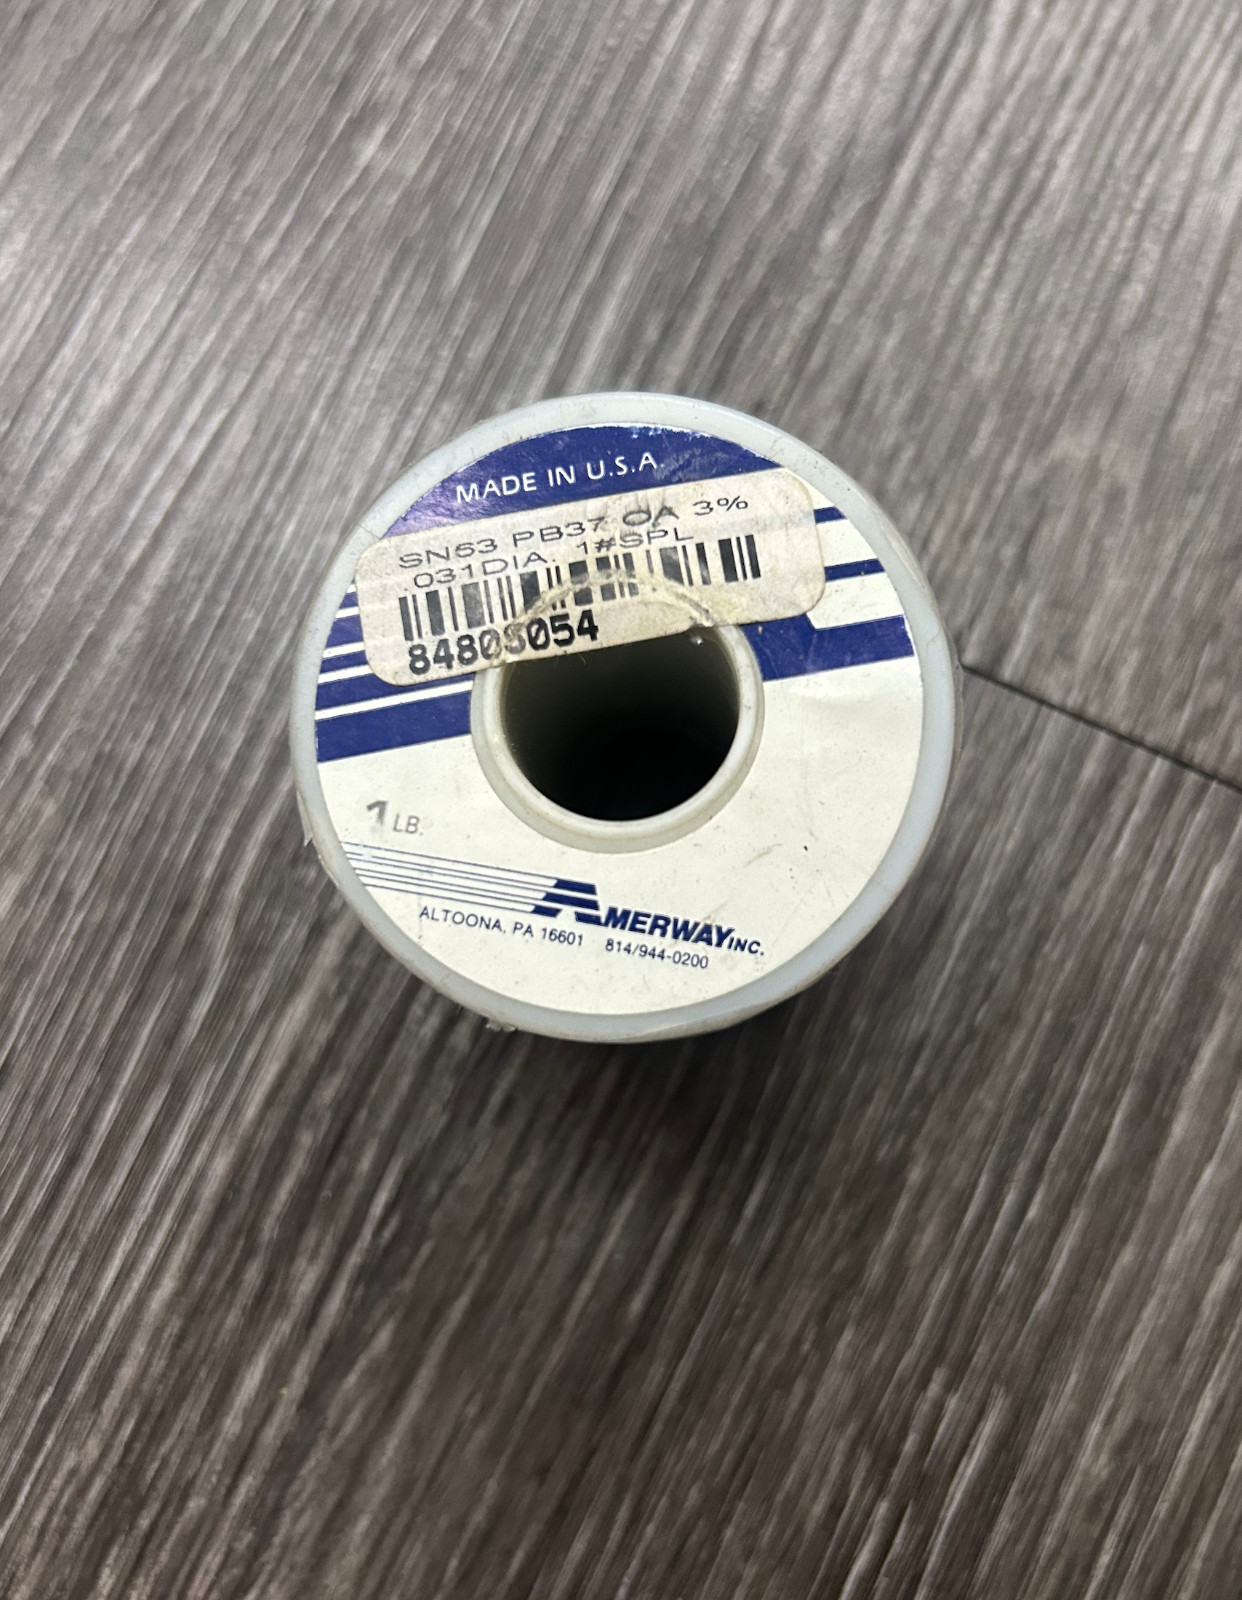 MADE IN U.S.A.
SN63 PB37 OA 3%
.031DIA. 1#SPL
84809054
1 LB.
AMERWAY INC.
ALTOONA, PA 16601 814/944-0200